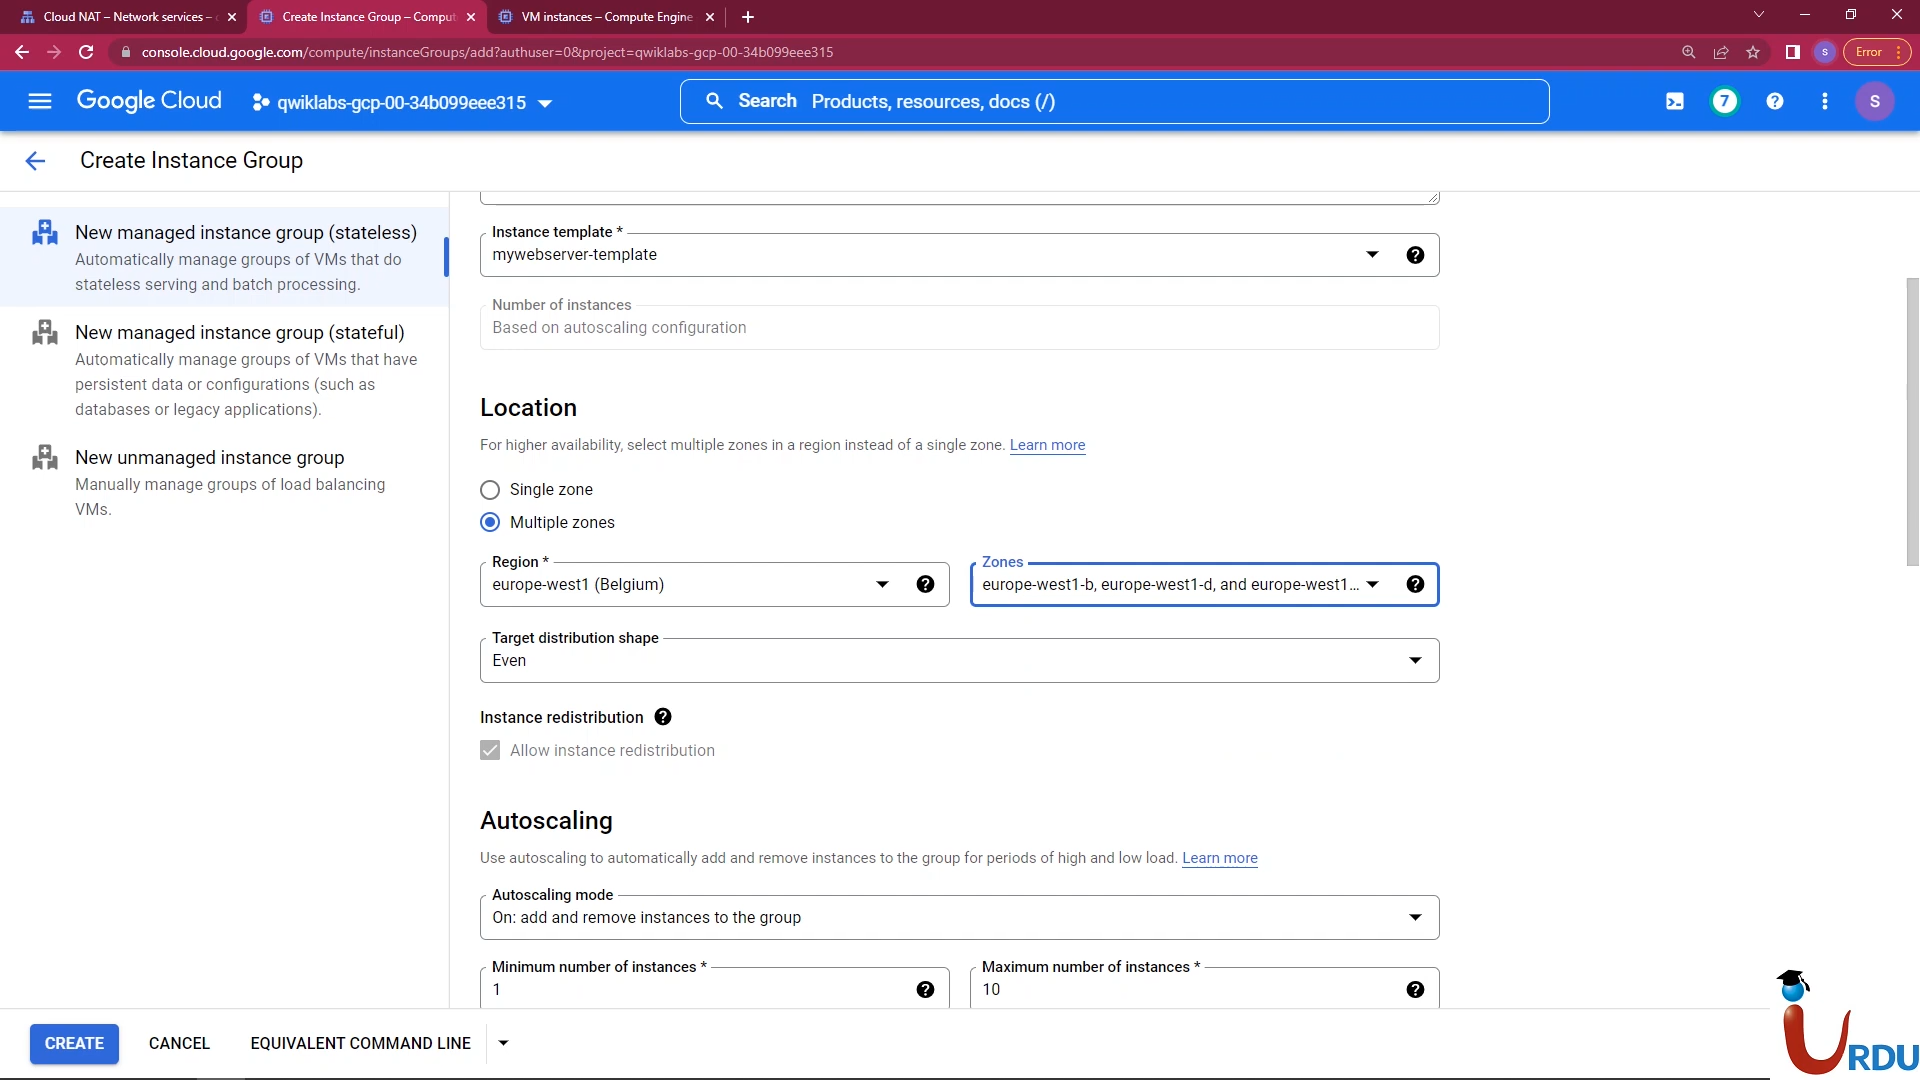 Cloud NAT – Network services –
Create Instance Group – Comput
VM instances – Compute Engine
console.cloud.google.com/compute/instanceGroups/add?authuser=0&project=qwiklabs-gcp-00-34b099eee315
S
Error
Google Cloud
qwiklabs-gcp-00-34b099eee315
Search Products, resources, docs (/)
7
S
Create Instance Group
New managed instance group (stateless)
Automatically manage groups of VMs that do
stateless serving and batch processing.
New managed instance group (stateful)
Automatically manage groups of VMs that have
persistent data or configurations (such as
databases or legacy applications).
New unmanaged instance group
Manually manage groups of load balancing
VMs.
Instance template *
mywebserver-template
Number of instances
Based on autoscaling configuration
Location
For higher availability, select multiple zones in a region instead of a single zone. Learn more
Single zone
Multiple zones
Region *
europe-west1 (Belgium)
Zones
europe-west1-b, europe-west1-d, and europe-west1...
Target distribution shape
Even
Instance redistribution
Allow instance redistribution
Autoscaling
Use autoscaling to automatically add and remove instances to the group for periods of high and low load. Learn more
Autoscaling mode
On: add and remove instances to the group
Minimum number of instances *
1
Maximum number of instances *
10
CREATE
CANCEL
EQUIVALENT COMMAND LINE
iURDU